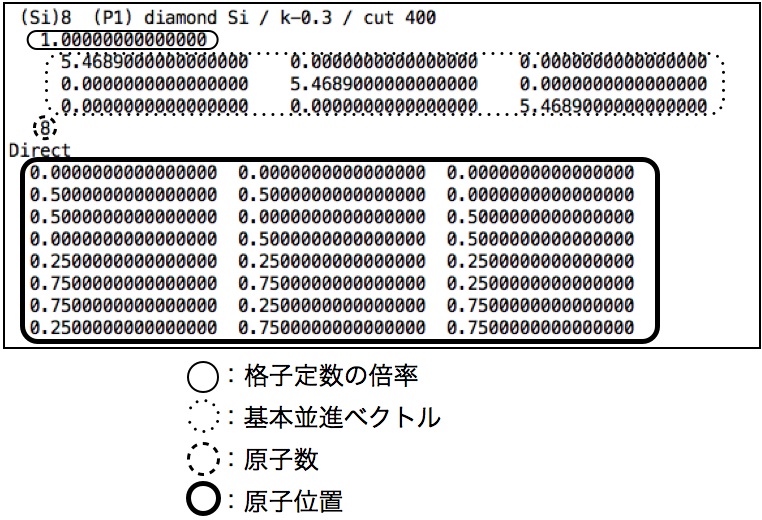 (Si)8 (P1) diamond Si / k-0.3 / cut 400
1.00000000000000
5.4689000000000000 0.0000000000000000 0.0000000000000000
0.0000000000000000 5.4689000000000000 0.0000000000000000
0.0000000000000000 0.0000000000000000 5.4689000000000000
8
Direct
0.0000000000000000 0.0000000000000000 0.0000000000000000
0.5000000000000000 0.5000000000000000 0.0000000000000000
0.5000000000000000 0.0000000000000000 0.5000000000000000
0.0000000000000000 0.5000000000000000 0.5000000000000000
0.2500000000000000 0.2500000000000000 0.2500000000000000
0.7500000000000000 0.7500000000000000 0.2500000000000000
0.7500000000000000 0.2500000000000000 0.7500000000000000
0.2500000000000000 0.7500000000000000 0.7500000000000000
：格子定数の倍率
：基本並進ベクトル
：原子数
：原子位置